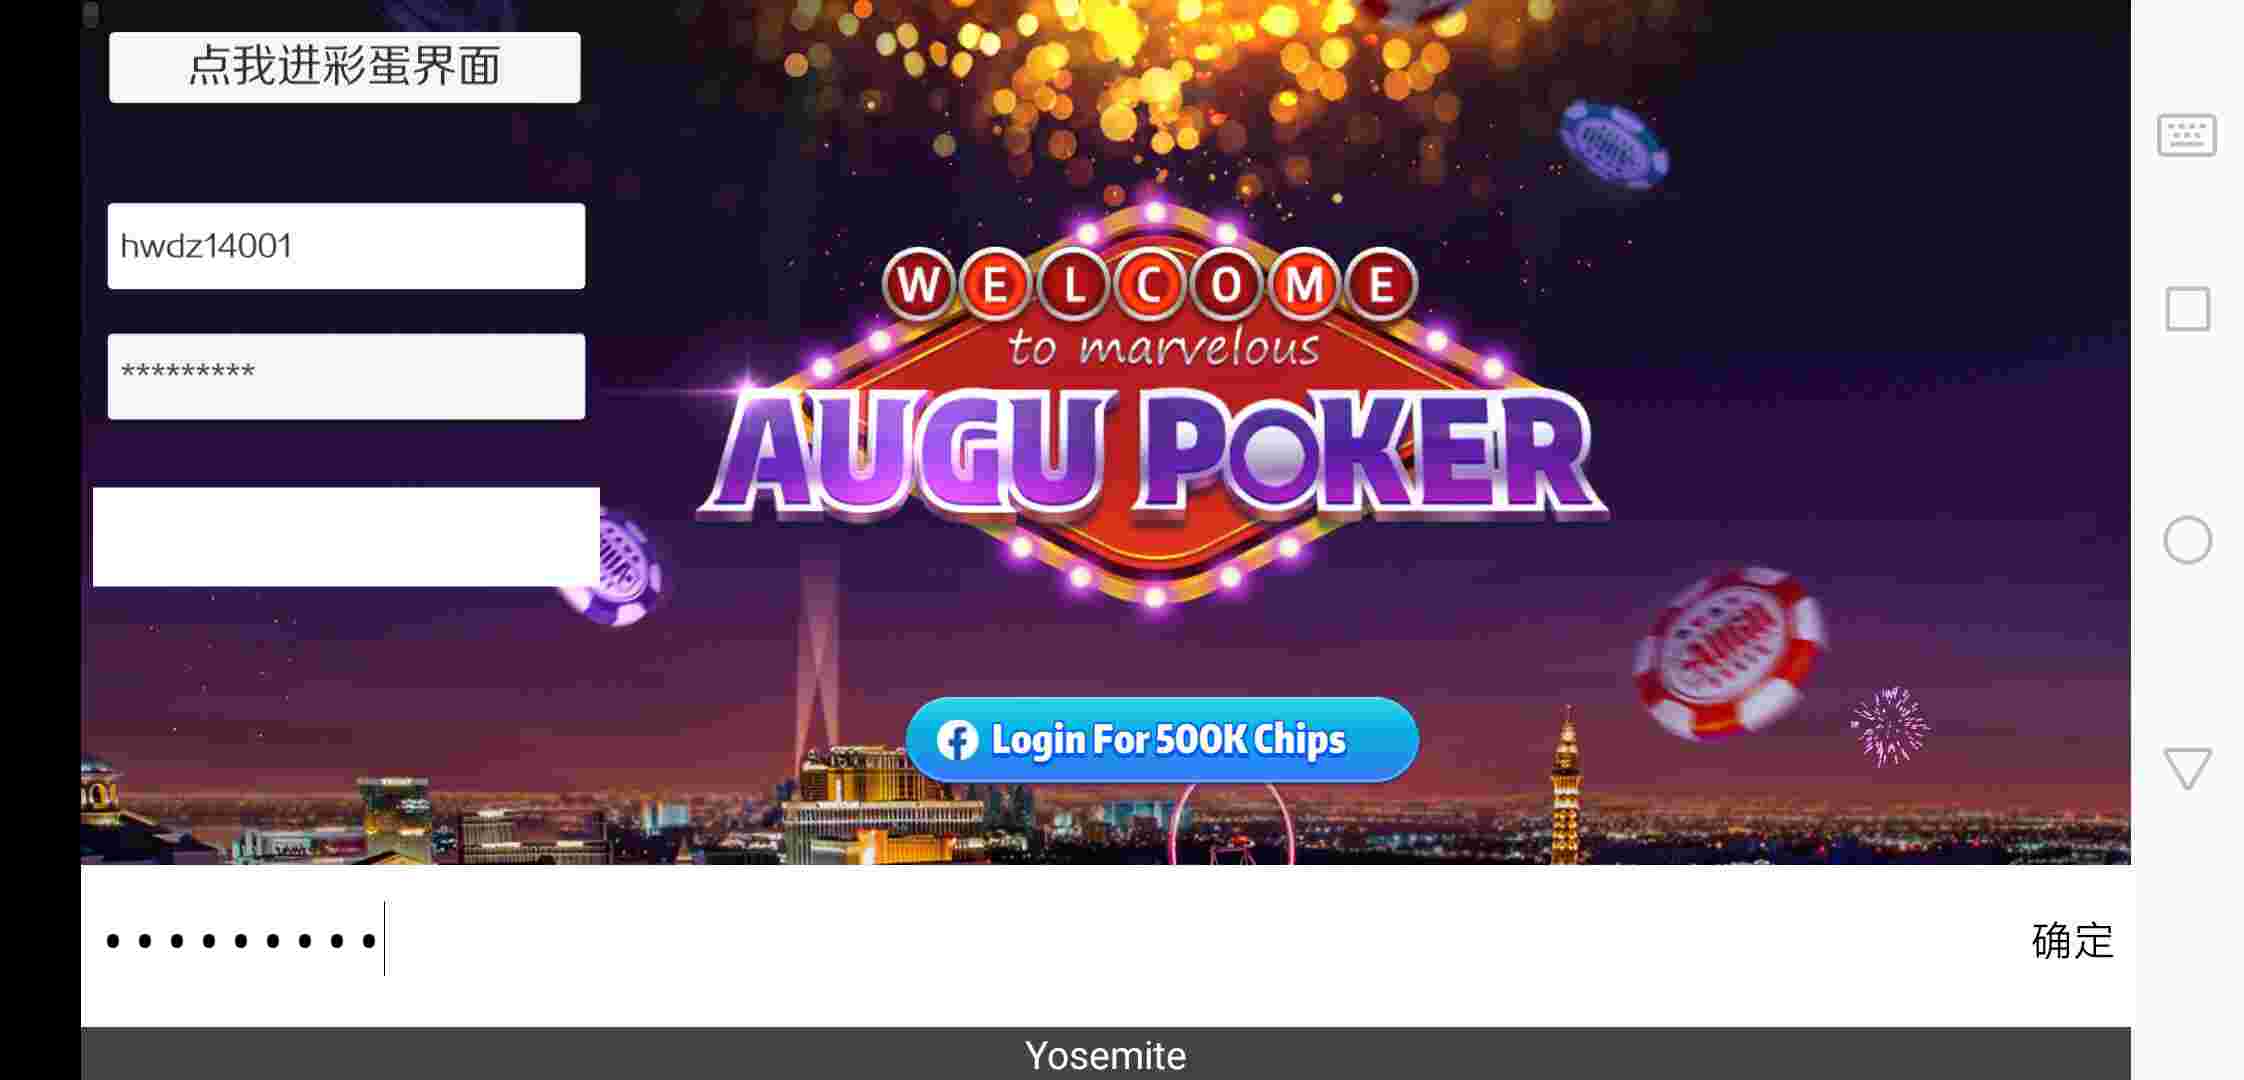 点我进彩蛋界面
hwdz14001
*********
WELCOME
to marvelous
AUGU POKER
Login For 500K Chips
•••••••••
确定
Yosemite